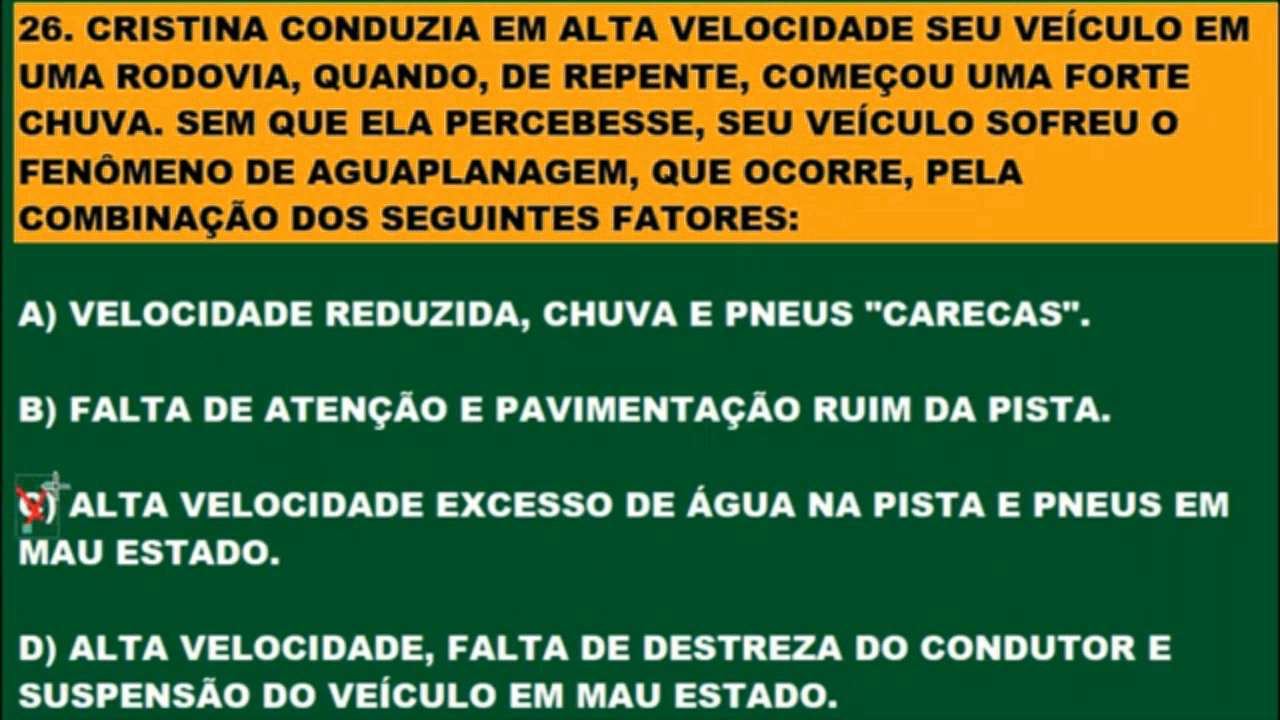 26. CRISTINA CONDUZIA EM ALTA VELOCIDADE SEU VEÍCULO EM
UMA RODOVIA, QUANDO, DE REPENTE, COMEÇOU UMA FORTE
CHUVA. SEM QUE ELA PERCEBESSE, SEU VEÍCULO SOFREU O
FENÔMENO DE AGUAPLANAGEM, QUE OCORRE, PELA
COMBINAÇÃO DOS SEGUINTES FATORES:
A) VELOCIDADE REDUZIDA, CHUVA E PNEUS "CARECAS".
B) FALTA DE ATENÇÃO E PAVIMENTAÇÃO RUIM DA PISTA.
C) ALTA VELOCIDADE EXCESSO DE ÁGUA NA PISTA E PNEUS EM
MAU ESTADO.
D) ALTA VELOCIDADE, FALTA DE DESTREZA DO CONDUTOR E
SUSPENSÃO DO VEÍCULO EM MAU ESTADO.